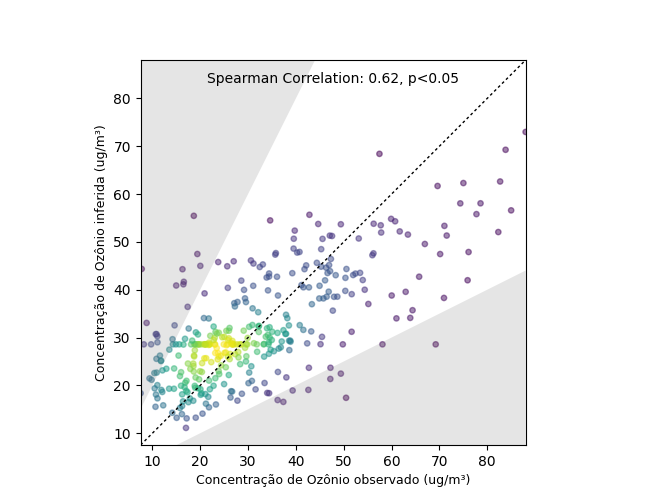 Spearman Correlation: 0.62, p<0.05
Concentração de Ozônio inferida (ug/m³)
80
70
60
50
40
30
20
10
10 20 30 40 50 60 70 80
Concentração de Ozônio observado (ug/m³)